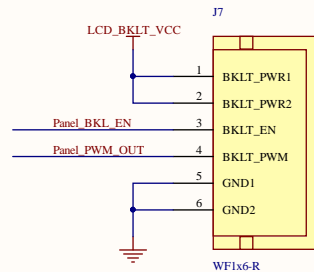 J7
LCD_BKLT_VCC
1 BKLT_PWR1
2 BKLT_PWR2
Panel_BKL_EN 3 BKLT_EN
Panel_PWM_OUT 4 BKLT_PWM
5 GND1
6 GND2
WF1x6-R